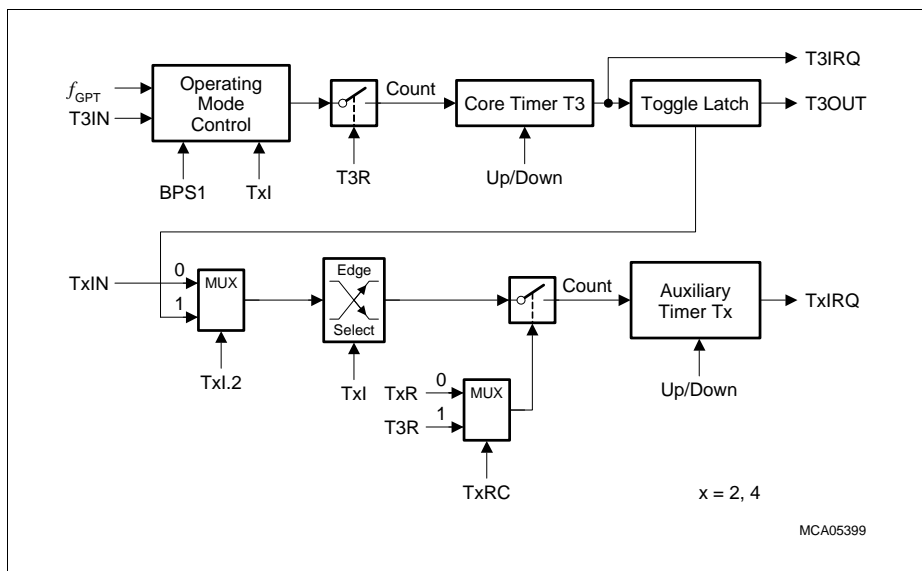 T3IRQ
f GPT
T3IN
Operating
Mode
Control
Count
Core Timer T3
Toggle Latch
T3OUT
BPS1
TxI
T3R
Up/Down
TxIN
0
1
MUX
Edge
Select
Count
Auxiliary
Timer Tx
TxIRQ
TxI.2
TxI
TxR
T3R
0
1
MUX
Up/Down
TxRC
x = 2, 4
MCA05399